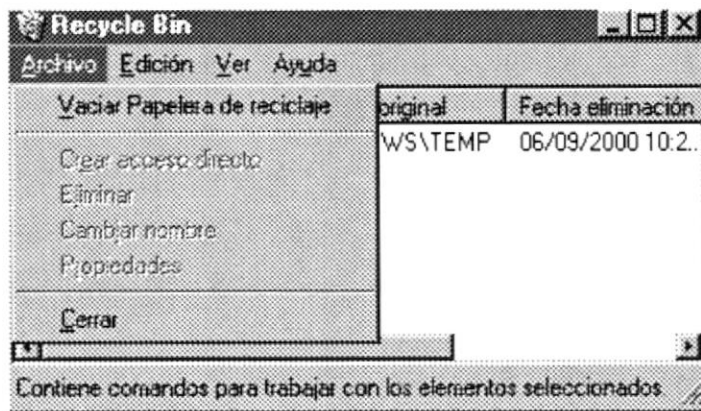 Recycle Bin
Archivo Edición Ver Ayuda
Vaciar Papelera de reciclaje
original Fecha eliminación
WS\TEMP 06/09/2000 10:2..
Crear acceso directo
Eliminar
Cambiar nombre
Propiedades
Cerrar
Contiene comandos para trabajar con los elementos seleccionados